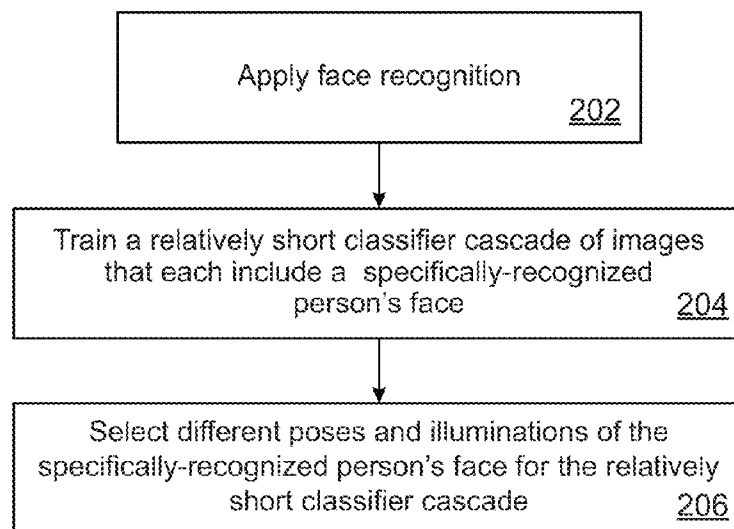 Apply face recognition
202
Train a relatively short classifier cascade of images
that each include a specifically-recognized
person's face
204
Select different poses and illuminations of the
specifically-recognized person's face for the relatively
short classifier cascade
206